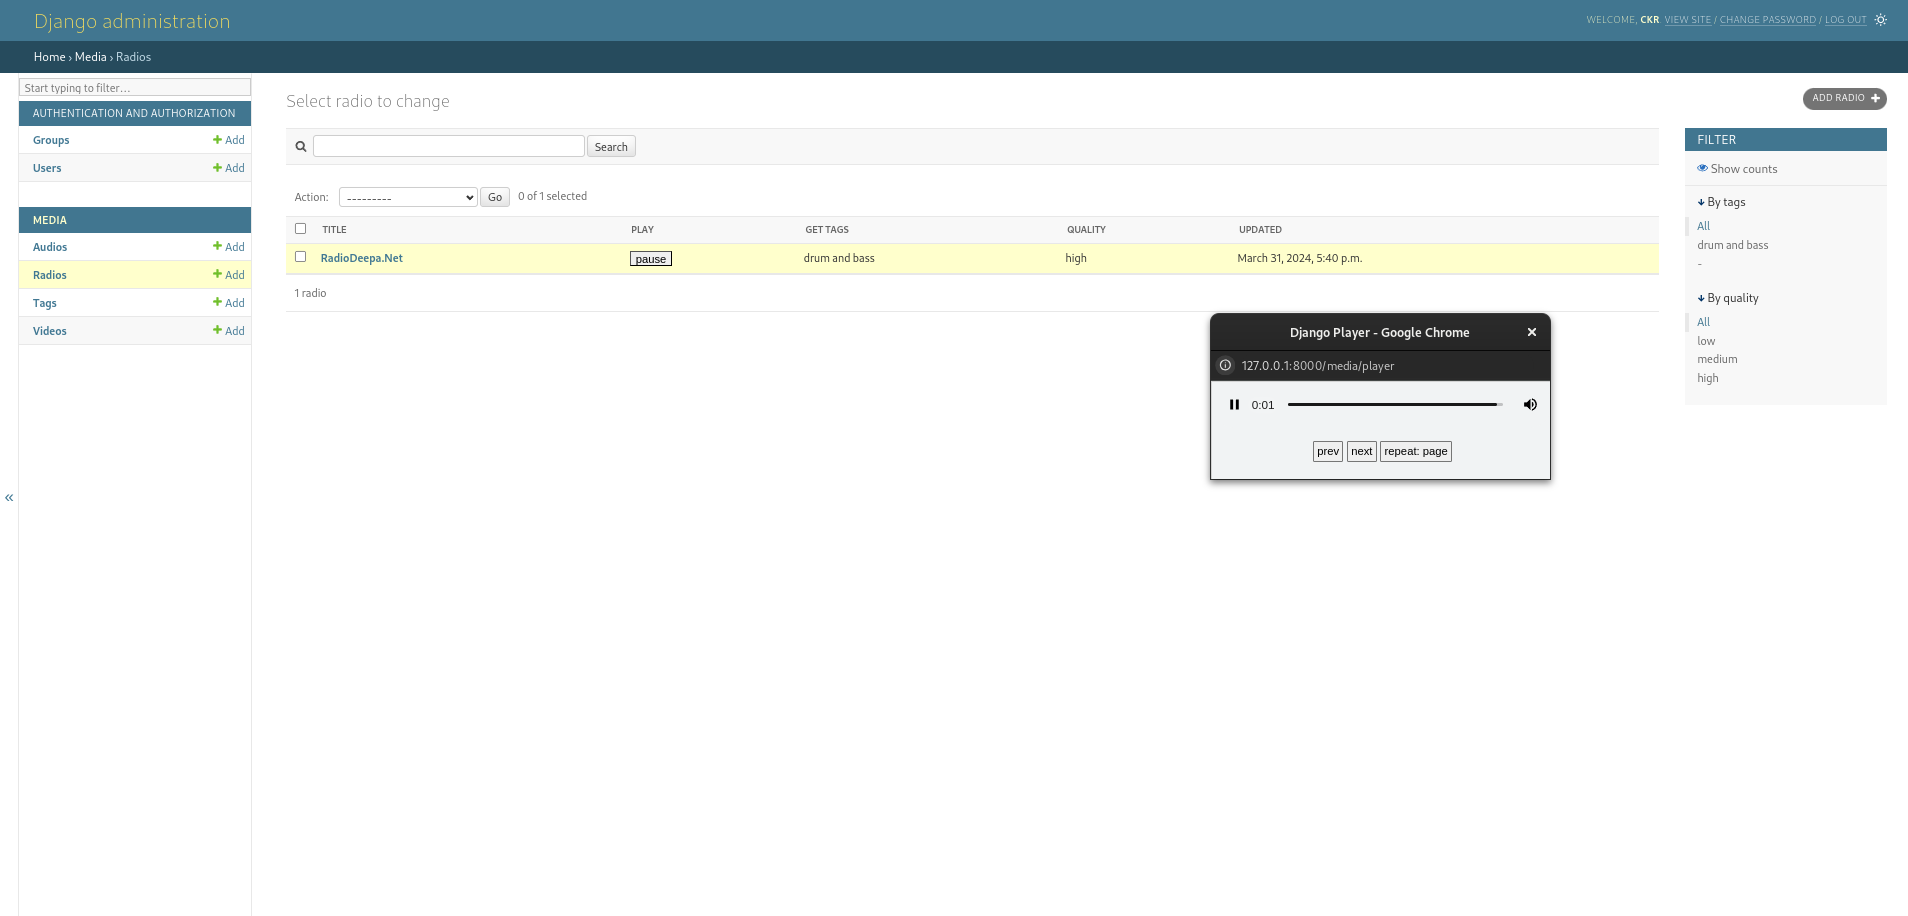 Django administration
WELCOME, CKR. VIEW SITE / CHANGE PASSWORD / LOG OUT
Home › Media › Radios
Start typing to filter…
AUTHENTICATION AND AUTHORIZATION
Groups + Add
Users + Add
MEDIA
Audios + Add
Radios + Add
Tags + Add
Videos + Add
«
Select radio to change
ADD RADIO +
Search
Action: --------- Go 0 of 1 selected
TITLE PLAY GET TAGS QUALITY UPDATED
RadioDeepa.Net pause drum and bass high March 31, 2024, 5:40 p.m.
1 radio
FILTER
Show counts
↓ By tags
All
drum and bass
-
↓ By quality
All
low
medium
high
Django Player - Google Chrome
127.0.0.1:8000/media/player
0:01
prev next repeat: page